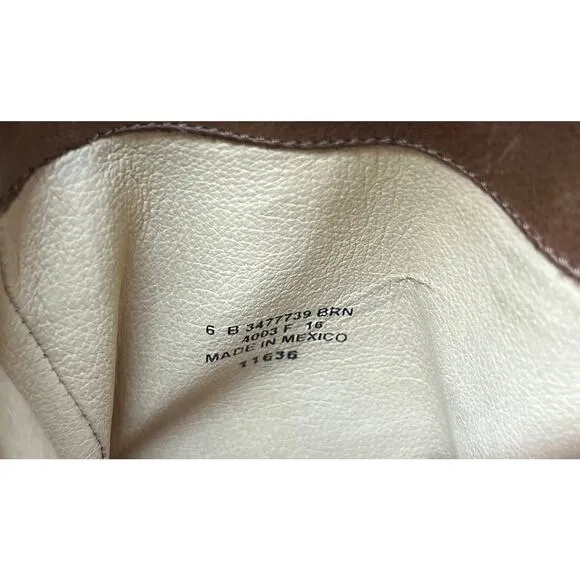 6 B 3477739 BRN
4003 F 16
MADE IN MEXICO
11636